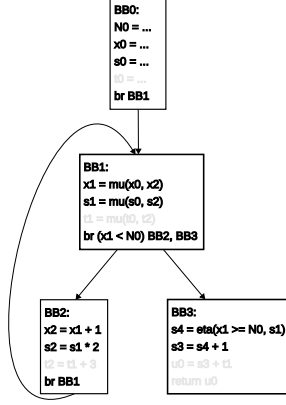 BB0:
N0 = ...
x0 = ...
s0 = ...
t0 = ...
br BB1
BB1:
x1 = mu(x0, x2)
s1 = mu(s0, s2)
t1 = mu(t0, t2)
br (x1 < N0) BB2, BB3
BB2:
x2 = x1 + 1
s2 = s1 * 2
t2 = t1 + 3
br BB1
BB3:
s4 = eta(x1 >= N0, s1)
s3 = s4 + 1
u0 = s3 + t1
return u0